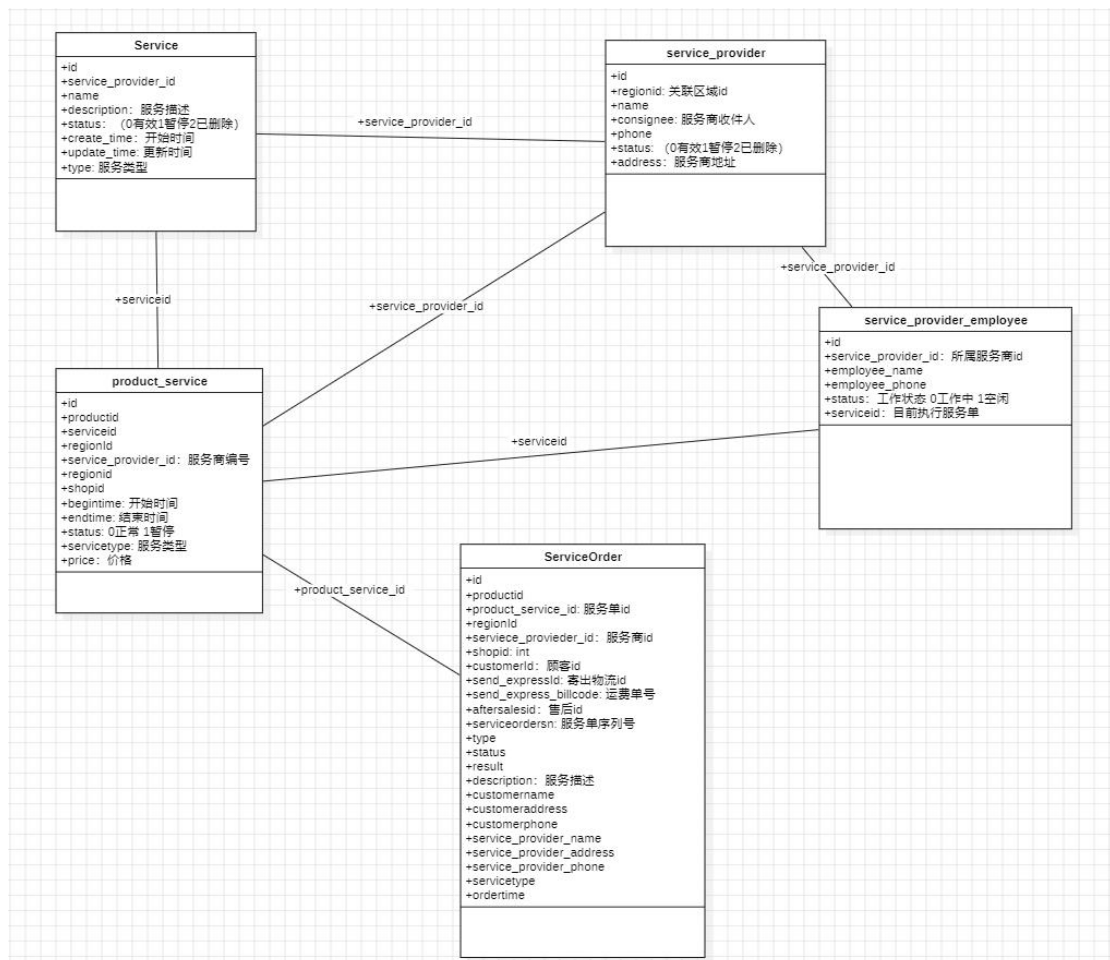 Service
+id
+service_provider_id
+name
+description：服务描述
+status：（0有效1暂停2已删除）
+create_time：开始时间
+update_time: 更新时间
+type: 服务类型
+service_provider_id
service_provider
+id
+regionid: 关联区域id
+name
+consignee: 服务商收件人
+phone
+status: （0有效1暂停2已删除）
+address：服务商地址
+serviceid
+service_provider_id
+service_provider_id
service_provider_employee
+id
+service_provider_id：所属服务商id
+employee_name
+employee_phone
+status：工作状态 0工作中 1空闲
+serviceid：目前执行服务单
product_service
+id
+productid
+serviceid
+regionId
+service_provider_id：服务商编号
+regionid
+shopid
+begintime: 开始时间
+endtime: 结束时间
+status: 0正常 1暂停
+servicetype: 服务类型
+price：价格
+serviceid
+product_service_id
ServiceOrder
+id
+productid
+product_service_id: 服务单id
+regionId
+serviece_provieder_id：服务商id
+shopid: int
+customerId：顾客id
+send_expressId: 寄出物流id
+send_express_billcode: 运费单号
+aftersalesid：售后id
+serviceordersn: 服务单序列号
+type
+status
+result
+description：服务描述
+customername
+customeraddress
+customerphone
+service_provider_name
+service_provider_address
+service_provider_phone
+servicetype
+ordertime